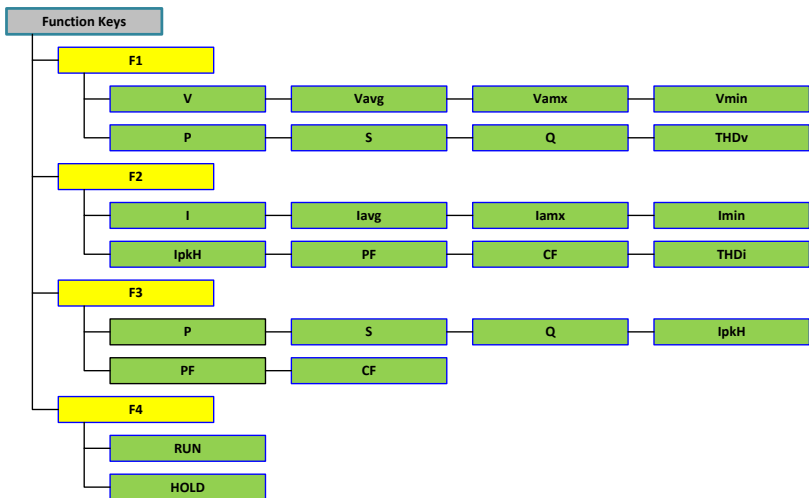 Function Keys
F1
V Vavg Vamx Vmin
P S Q THDv
F2
I Iavg Iamx Imin
IpkH PF CF THDi
F3
P S Q IpkH
PF CF
F4
RUN
HOLD